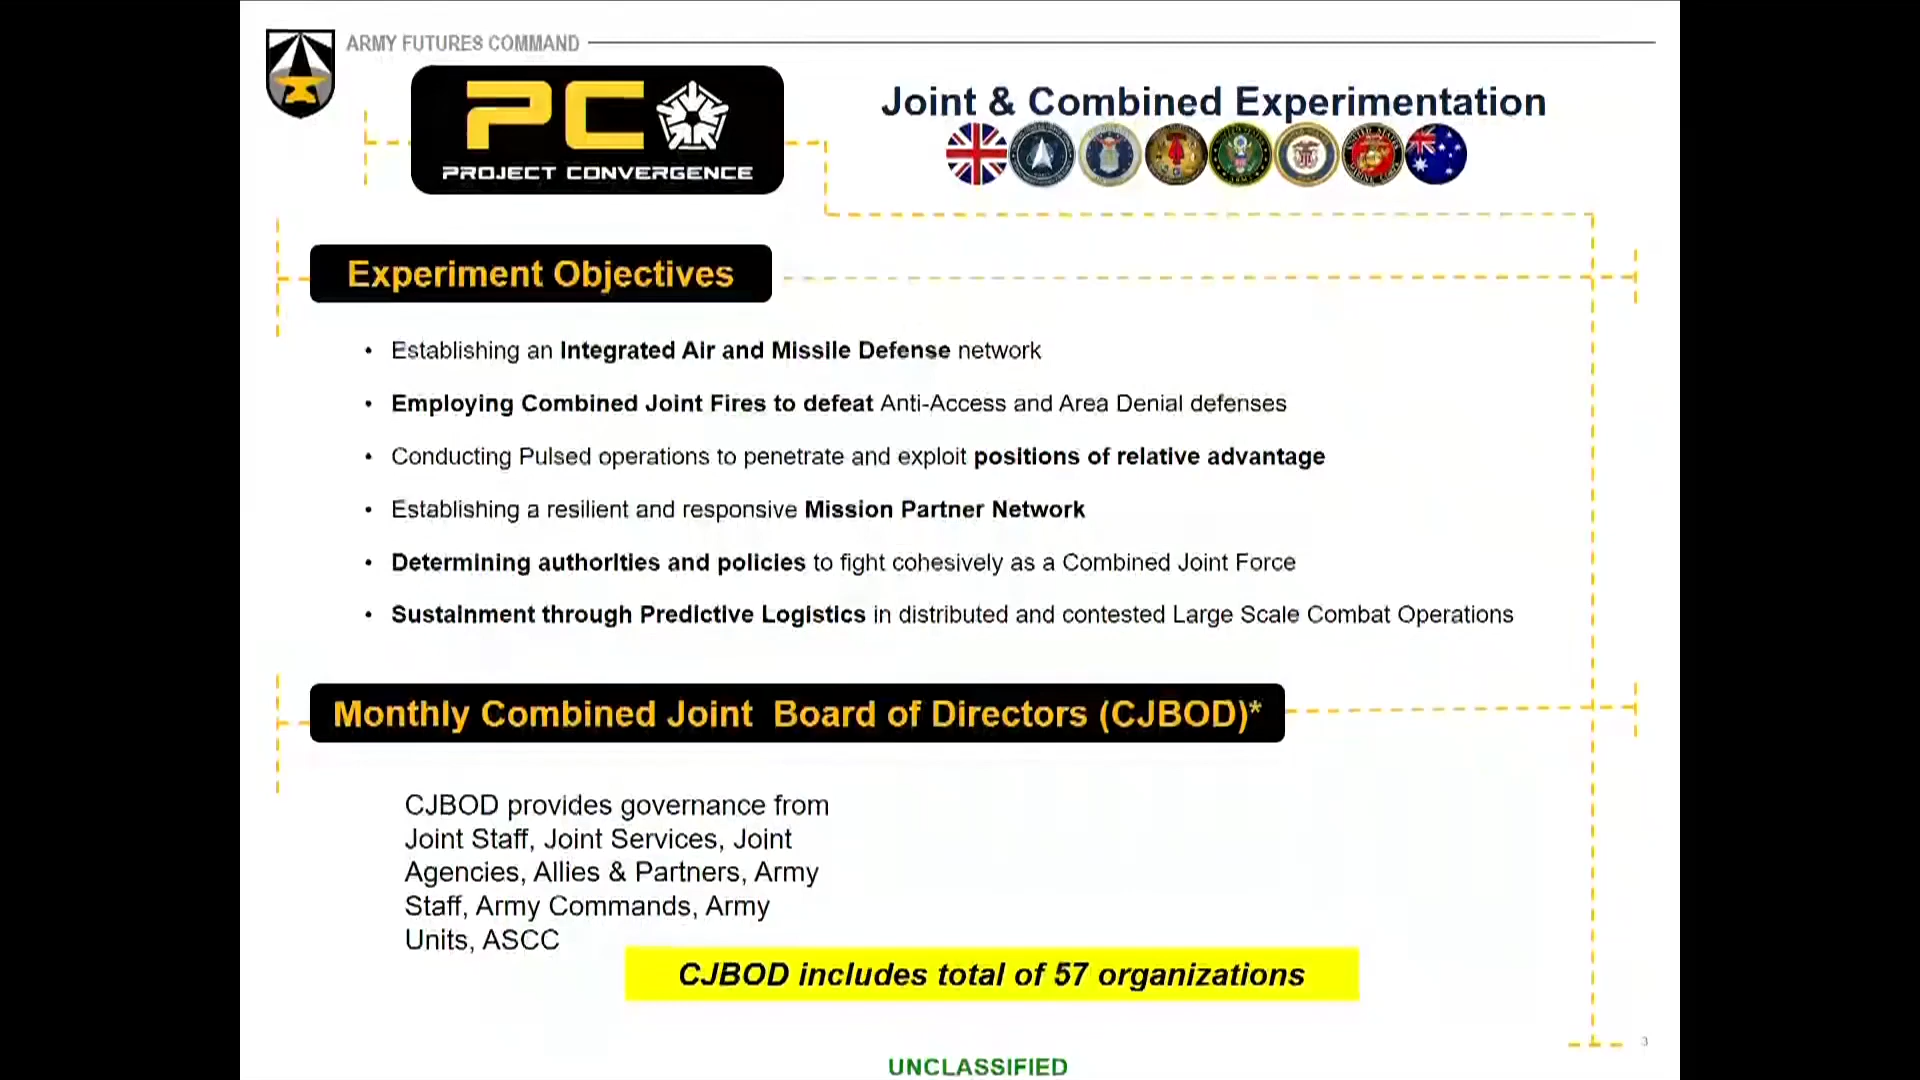 ARMY FUTURES COMMAND
PC
PROJECT CONVERGENCE
Joint & Combined Experimentation
Experiment Objectives
• Establishing an Integrated Air and Missile Defense network
• Employing Combined Joint Fires to defeat Anti-Access and Area Denial defenses
• Conducting Pulsed operations to penetrate and exploit positions of relative advantage
• Establishing a resilient and responsive Mission Partner Network
• Determining authorities and policies to fight cohesively as a Combined Joint Force
• Sustainment through Predictive Logistics in distributed and contested Large Scale Combat Operations
Monthly Combined Joint Board of Directors (CJBOD)*
CJBOD provides governance from
Joint Staff, Joint Services, Joint
Agencies, Allies & Partners, Army
Staff, Army Commands, Army
Units, ASCC
CJBOD includes total of 57 organizations
3
UNCLASSIFIED